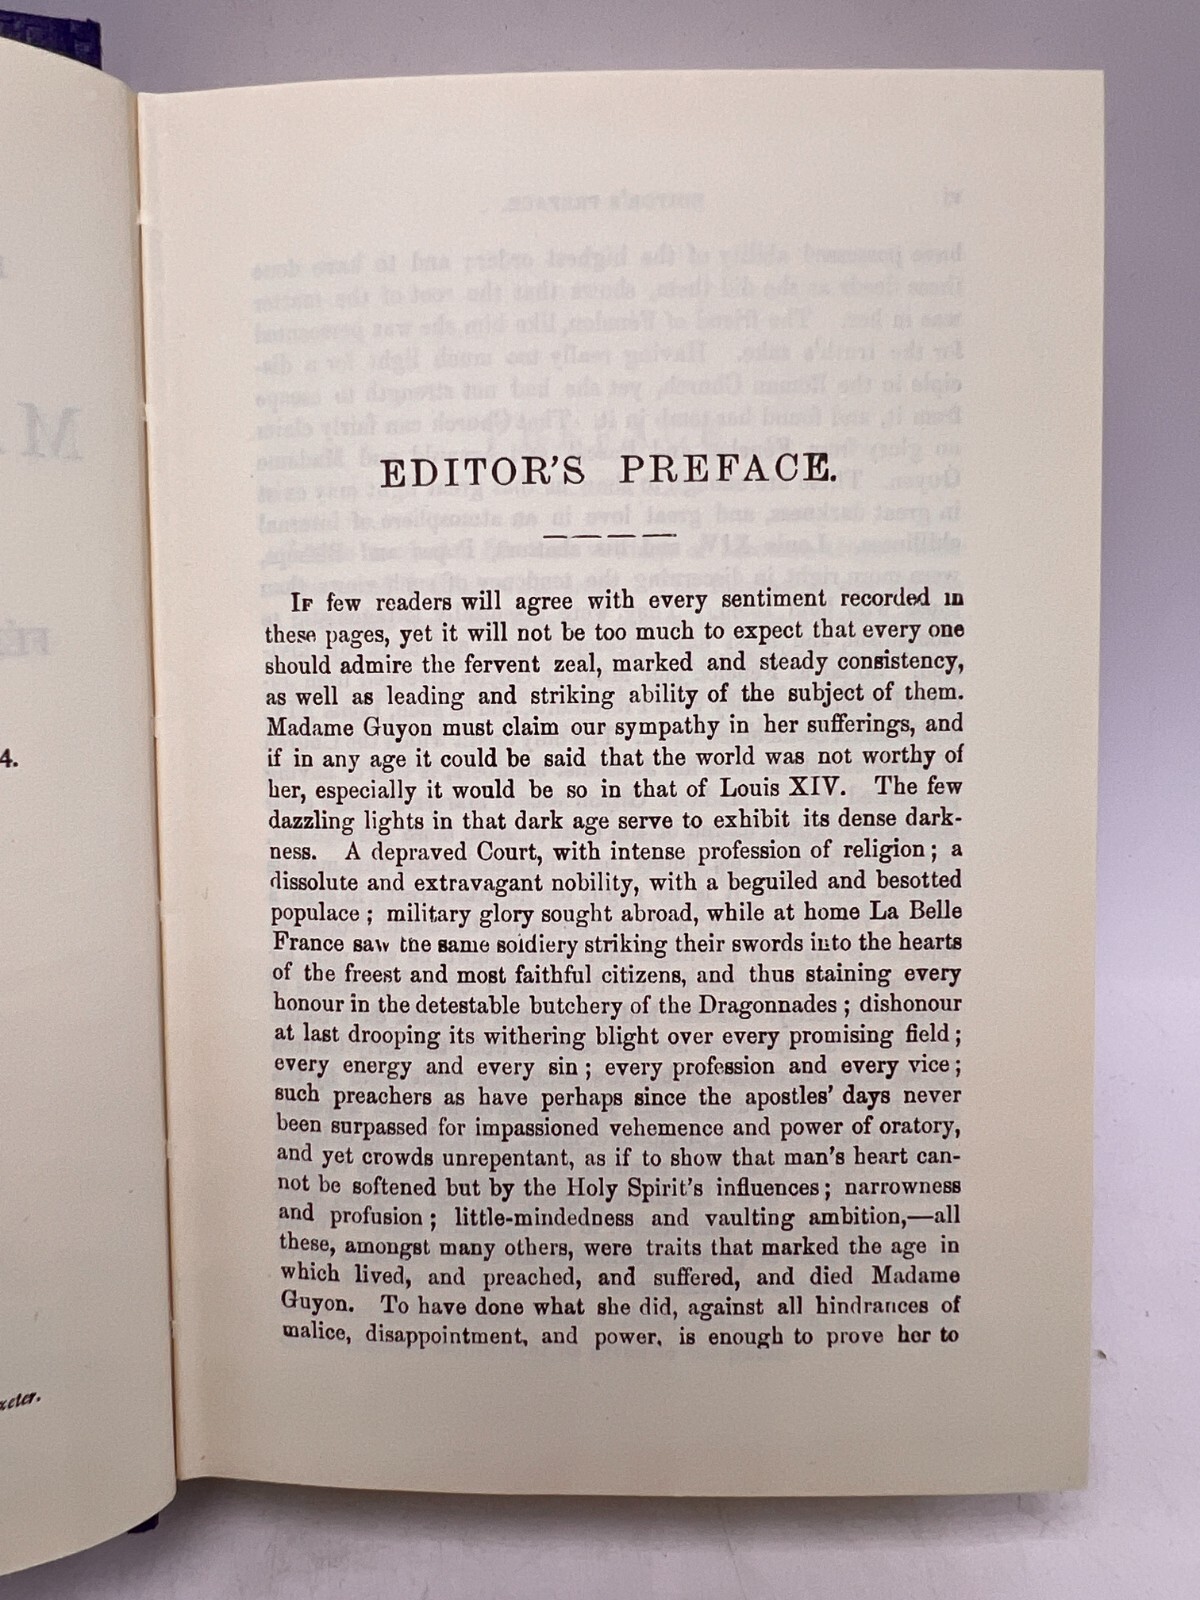 4.
EDITOR'S PREFACE.
IF few readers will agree with every sentiment recorded in
these pages, yet it will not be too much to expect that every one
should admire the fervent zeal, marked and steady consistency,
as well as leading and striking ability of the subject of them.
Madame Guyon must claim our sympathy in her sufferings, and
if in any age it could be said that the world was not worthy of
her, especially it would be so in that of Louis XIV. The few
dazzling lights in that dark age serve to exhibit its dense dark-
ness. A depraved Court, with intense profession of religion; a
dissolute and extravagant nobility, with a beguiled and besotted
populace; military glory sought abroad, while at home La Belle
France saw the same soldiery striking their swords into the hearts
of the freest and most faithful citizens, and thus staining every
honour in the detestable butchery of the Dragonnades; dishonour
at last drooping its withering blight over every promising field;
every energy and every sin; every profession and every vice;
such preachers as have perhaps since the apostles' days never
been surpassed for impassioned vehemence and power of oratory,
and yet crowds unrepentant, as if to show that man's heart can-
not be softened but by the Holy Spirit's influences; narrowness
and profusion; little-mindedness and vaulting ambition,—all
these, amongst many others, were traits that marked the age in
which lived, and preached, and suffered, and died Madame
Guyon. To have done what she did, against all hindrances of
malice, disappointment, and power, is enough to prove her to